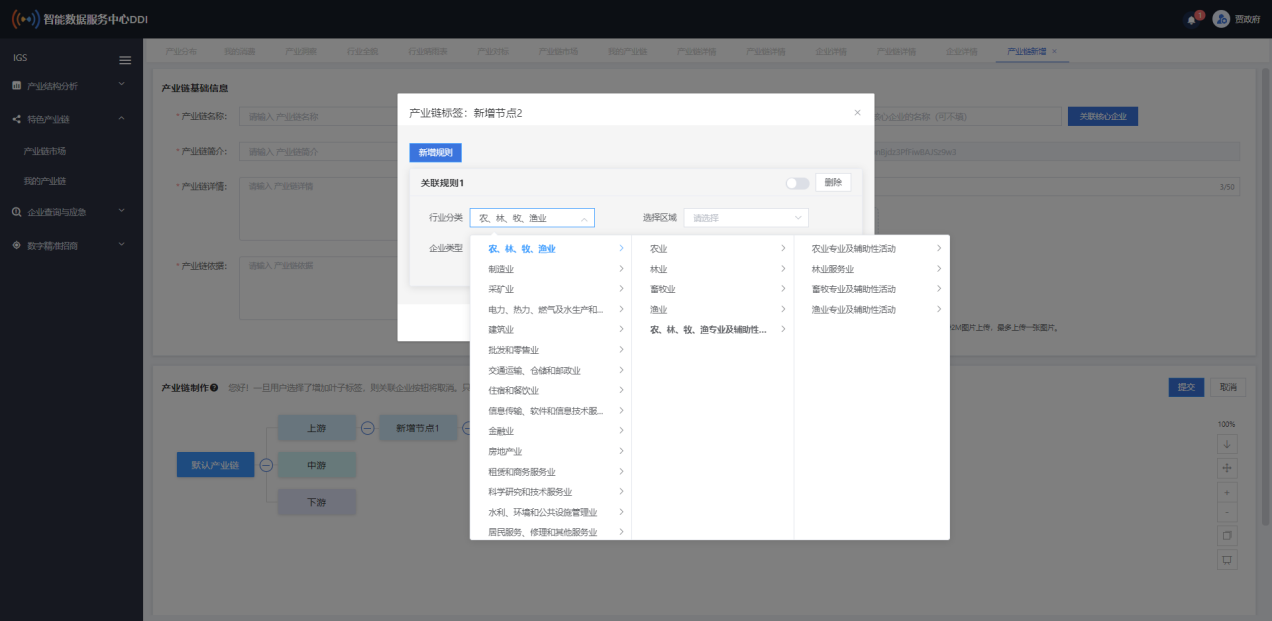 智能数据服务中心DDI
1
贾政府
IGS
产业结构分析
特色产业链
产业链市场
我的产业链
企业查询与应急
数字精准招商
产业分布
产业洞察
行业全貌
行业链图表
产业对标
产业链市场
我的产业链
产业链详情
产业链详情
企业详情
产业链详情
企业详情
产业链新增 ×
产业链基础信息
* 产业链名称:
请输入 产业链名称
核心企业的名称（可不填）
关联核心企业
* 产业链简介:
请输入 产业链简介
* 产业链详情:
请输入 产业链详情
3/50
* 产业链依据:
请输入 产业链依据
2M图片上传，最多上传一张图片。
产业链标签：新增节点2
×
新增规则
关联规则1
删除
行业分类
农、林、牧、渔业
选择区域
请选择
企业类型
农、林、牧、渔业
制造业
采矿业
电力、热力、燃气及水生产和...
建筑业
批发和零售业
交通运输、仓储和邮政业
住宿和餐饮业
信息传输、软件和信息技术服...
金融业
房地产业
租赁和商务服务业
科学研究和技术服务业
水利、环境和公共设施管理业
居民服务、修理和其他服务业
农业
林业
畜牧业
渔业
农、林、牧、渔专业及辅助性...
农业专业及辅助性活动
林业服务业
畜牧专业及辅助性活动
渔业专业及辅助性活动
产业链制作
您好！一旦用户选择了增加叶子标签，则关联企业按钮将取消。只
提交
取消
默认产业链
上游
中游
下游
新增节点1
100%